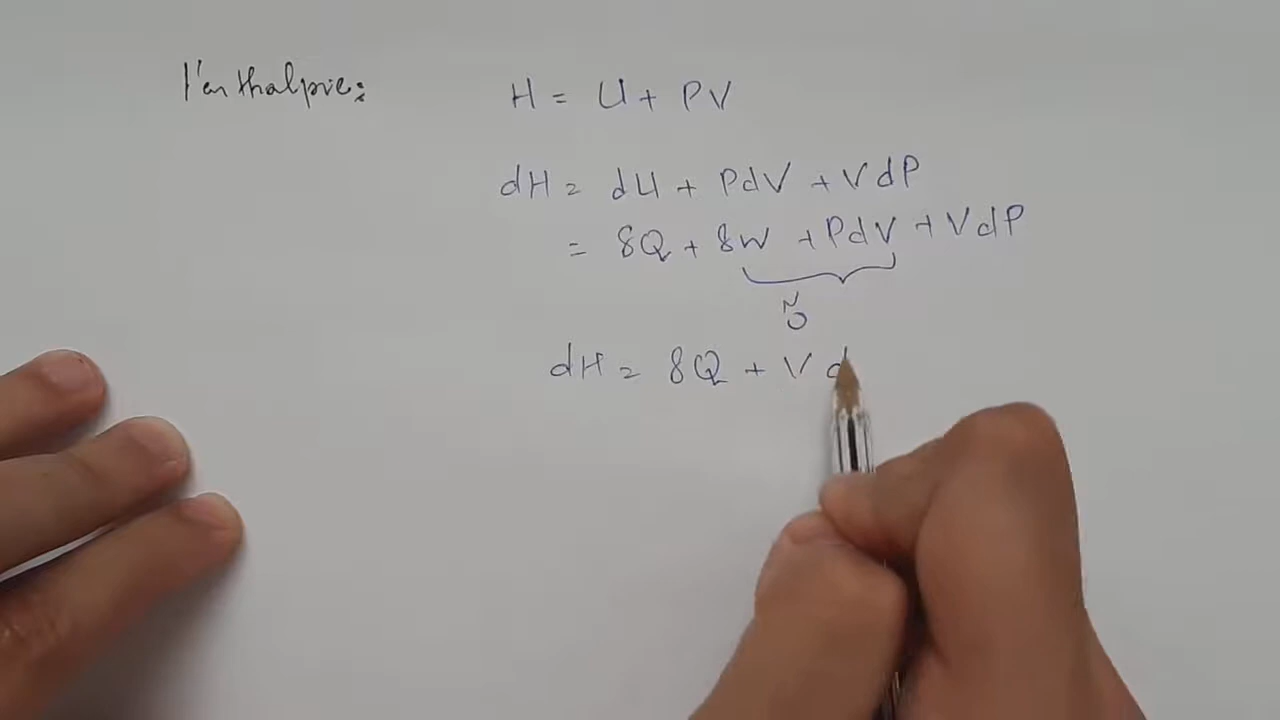 l'enthalpie:
H = U + PV
dH = dU + PdV + VdP
= δQ + δW + PdV + VdP
0
dH = δQ + V d